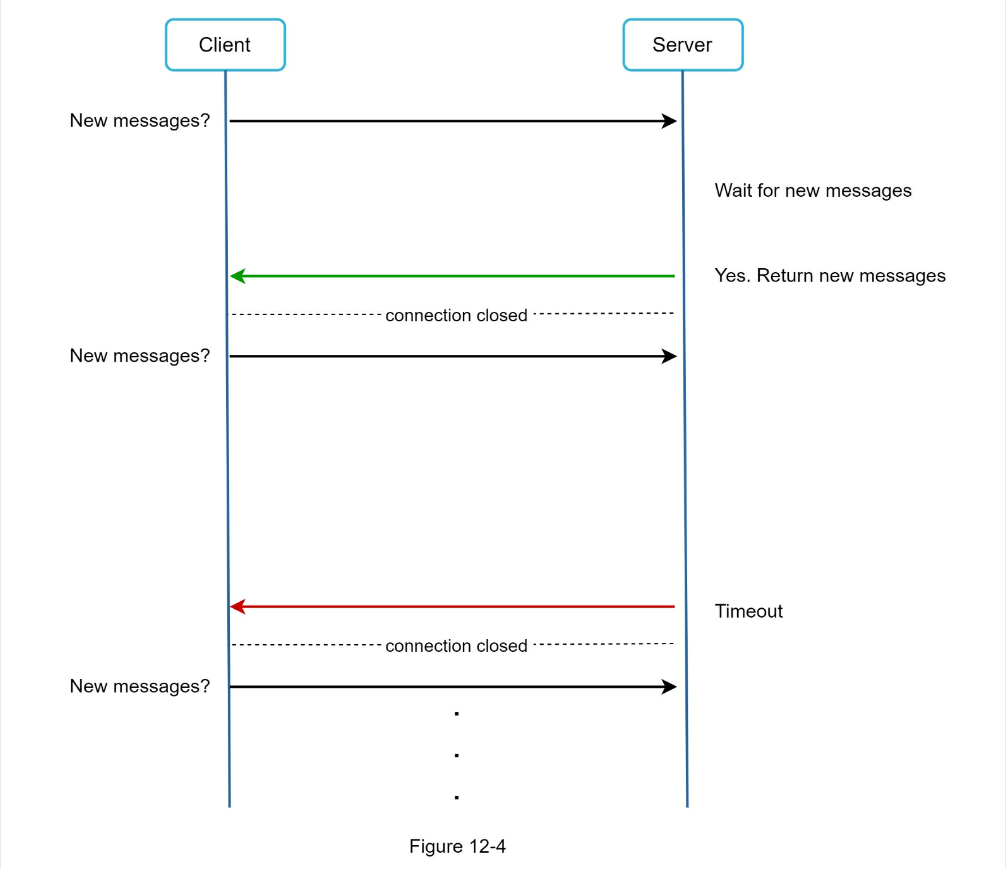 Client
Server
New messages?
Wait for new messages
Yes. Return new messages
connection closed
New messages?
Timeout
connection closed
New messages?
Figure 12-4